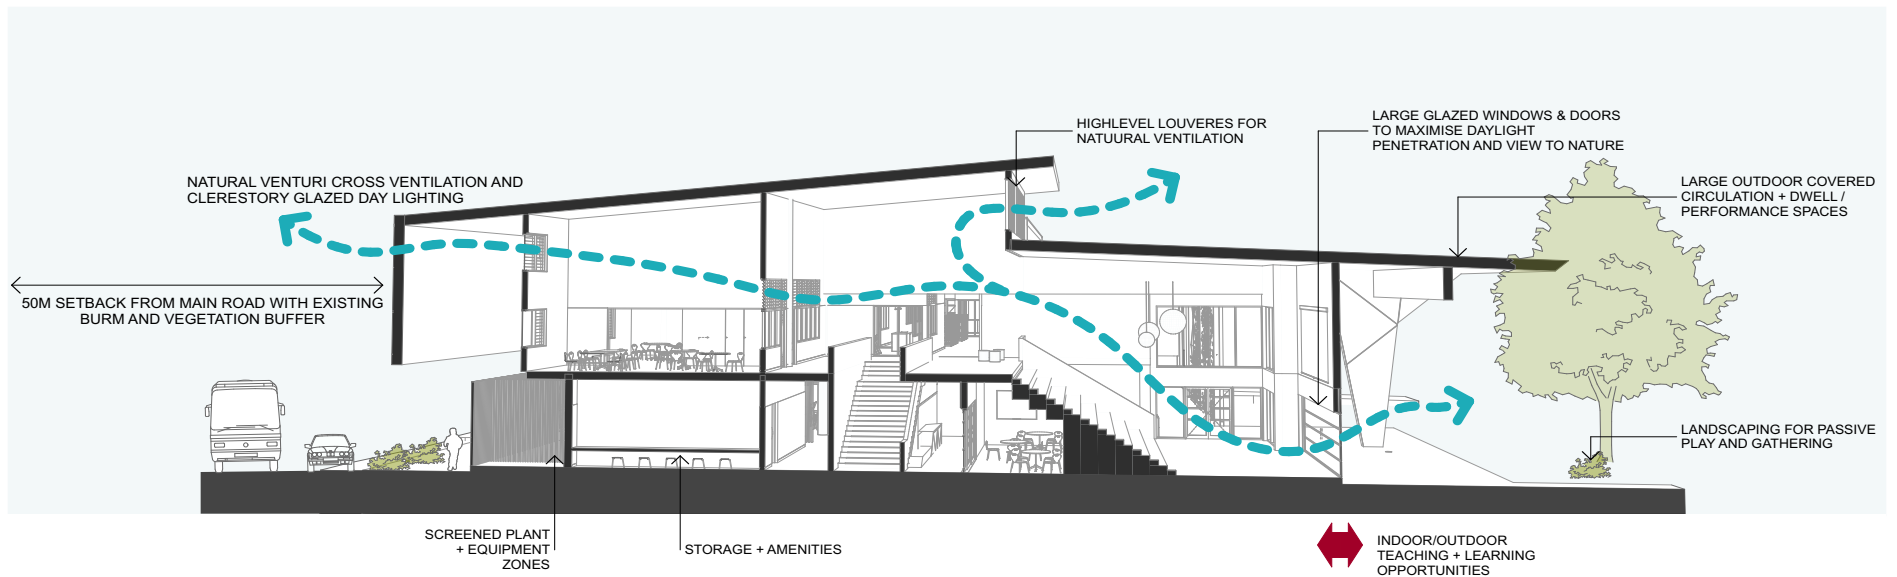 NATURAL VENTURI CROSS VENTILATION AND
CLERESTORY GLAZED DAY LIGHTING
50M SETBACK FROM MAIN ROAD WITH EXISTING
BURM AND VEGETATION BUFFER
HIGHLEVEL LOUVERES FOR
NATUURAL VENTILATION
LARGE GLAZED WINDOWS & DOORS
TO MAXIMISE DAYLIGHT
PENETRATION AND VIEW TO NATURE
LARGE OUTDOOR COVERED
CIRCULATION + DWELL /
PERFORMANCE SPACES
LANDSCAPING FOR PASSIVE
PLAY AND GATHERING
SCREENED PLANT
+ EQUIPMENT
ZONES
STORAGE + AMENITIES
INDOOR/OUTDOOR
TEACHING + LEARNING
OPPORTUNITIES